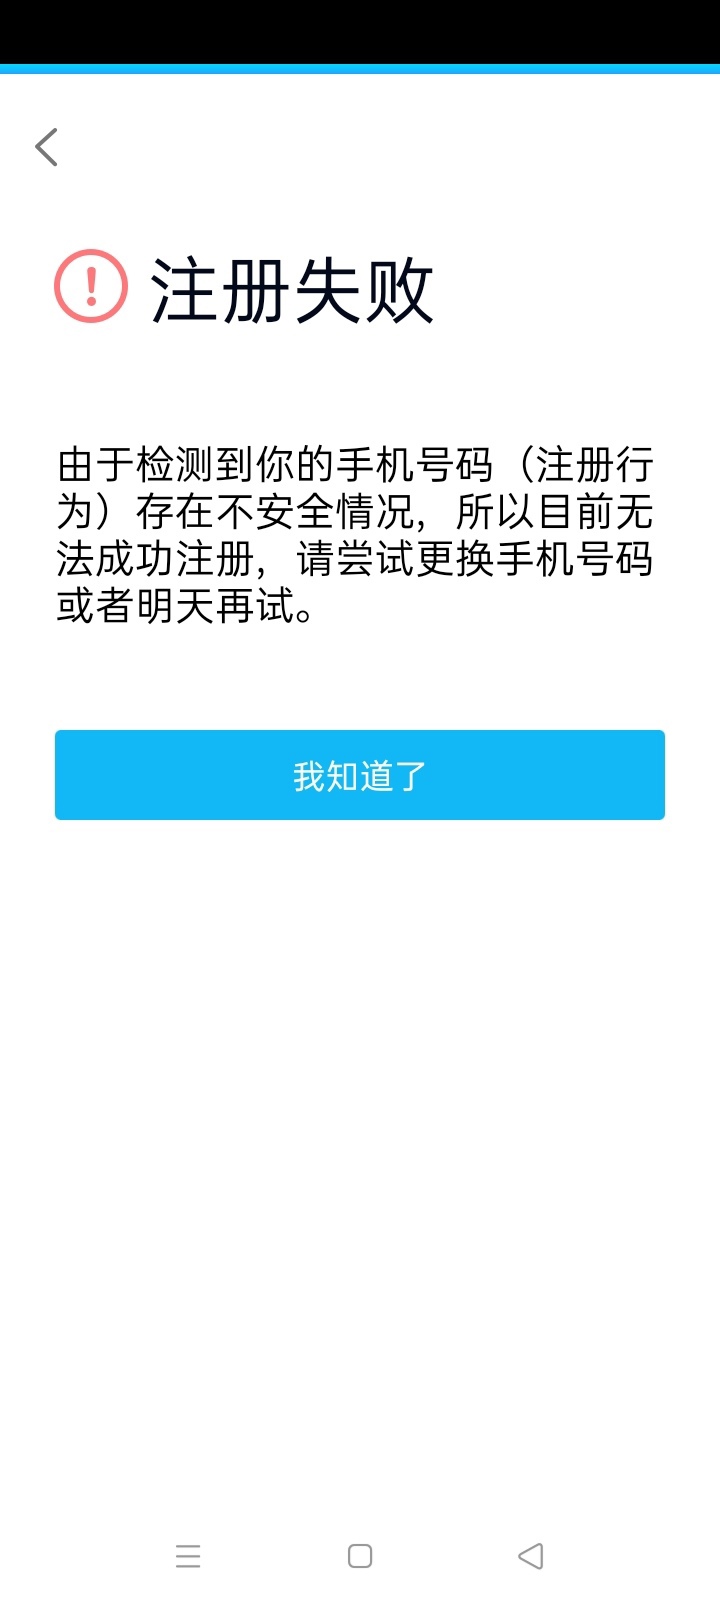 注册失败
由于检测到你的手机号码（注册行
为）存在不安全情况，所以目前无
法成功注册，请尝试更换手机号码
或者明天再试。
我知道了